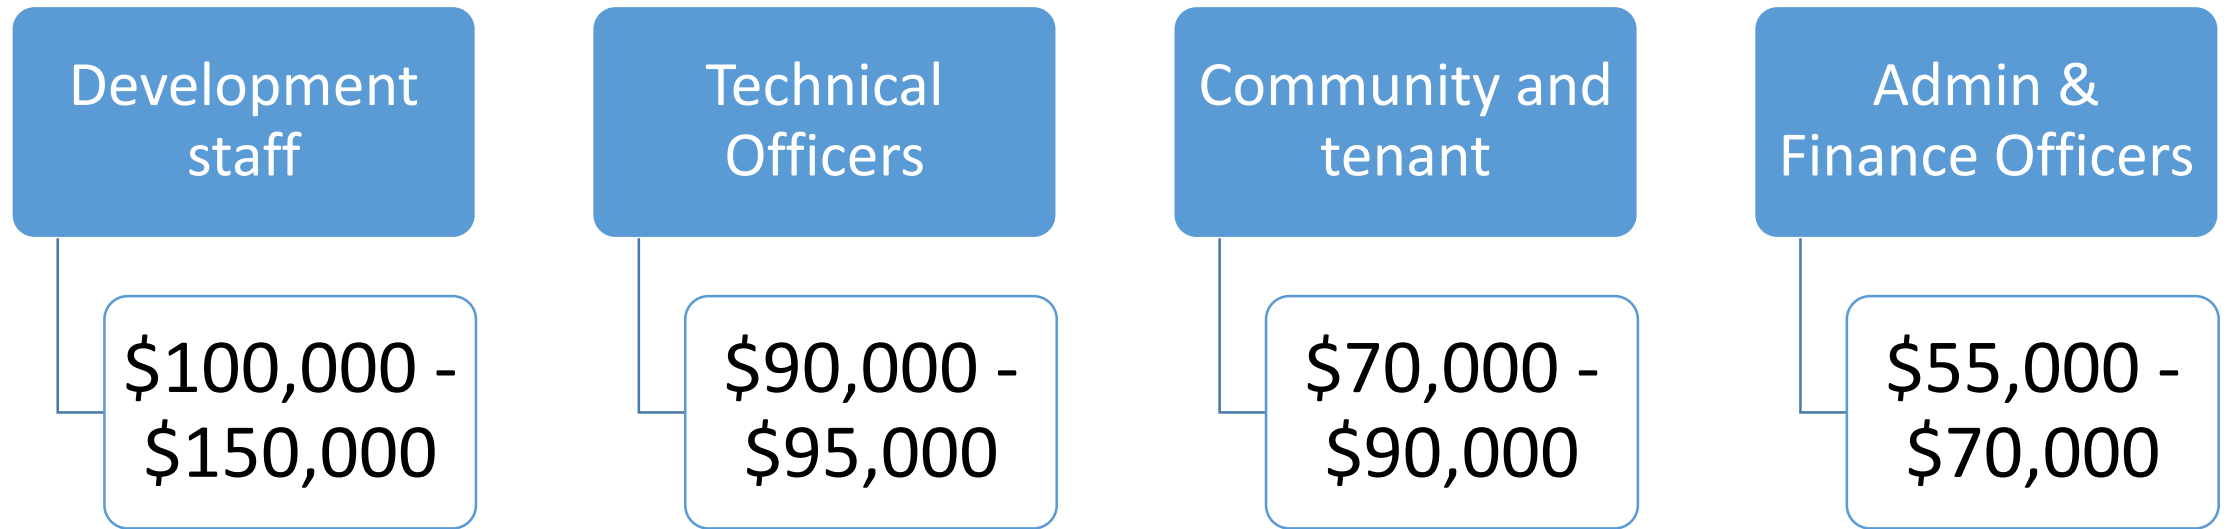 Development
staff
$100,000 -
$150,000
Technical
Officers
$90,000 -
$95,000
Community and
tenant
$70,000 -
$90,000
Admin &
Finance Officers
$55,000 -
$70,000